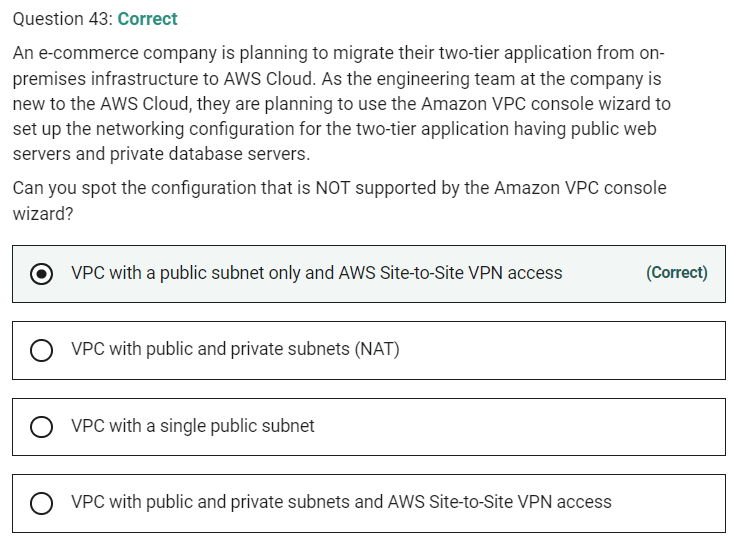 Question 43: Correct
An e-commerce company is planning to migrate their two-tier application from on-
premises infrastructure to AWS Cloud. As the engineering team at the company is
new to the AWS Cloud, they are planning to use the Amazon VPC console wizard to
set up the networking configuration for the two-tier application having public web
servers and private database servers.
Can you spot the configuration that is NOT supported by the Amazon VPC console
wizard?
VPC with a public subnet only and AWS Site-to-Site VPN access (Correct)
VPC with public and private subnets (NAT)
VPC with a single public subnet
VPC with public and private subnets and AWS Site-to-Site VPN access